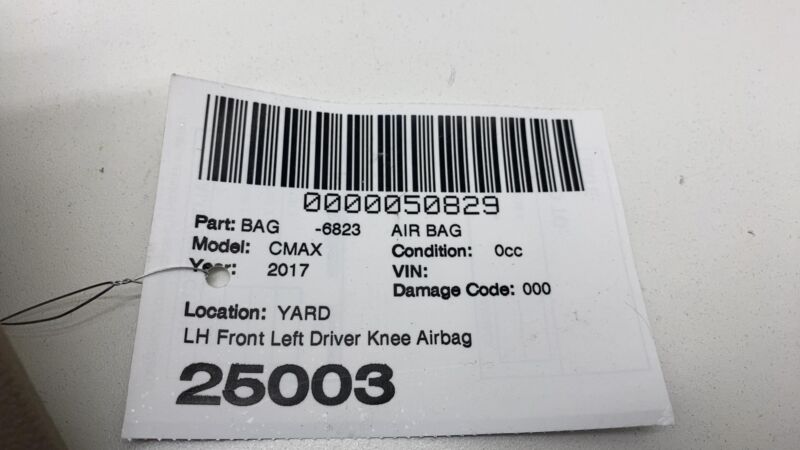 0000050829
Part: BAG -6823 AIR BAG
Model: CMAX Condition: 0cc
Year: 2017 VIN:
Damage Code: 000
Location: YARD
LH Front Left Driver Knee Airbag
25003